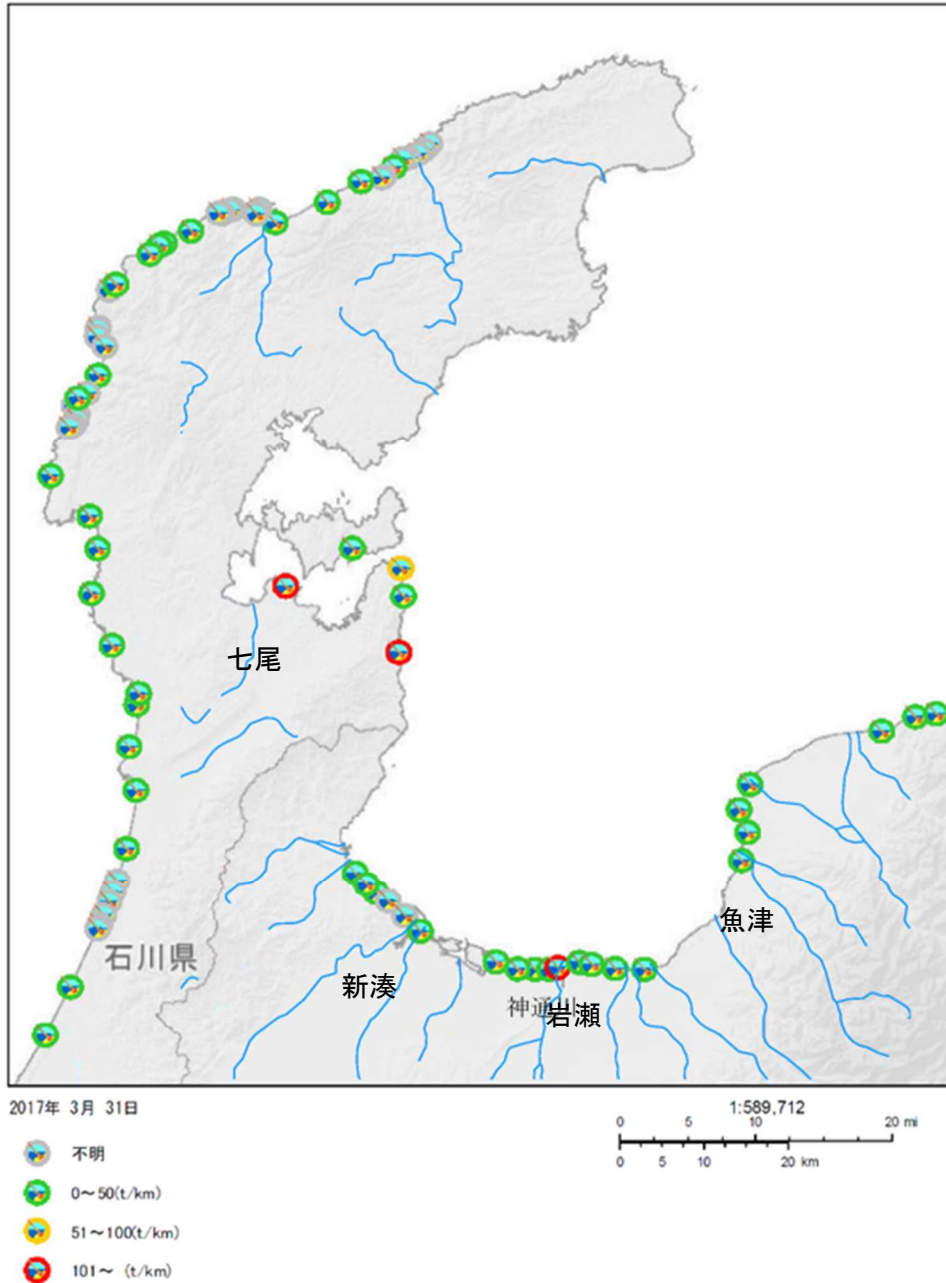 七尾
魚津
石川県
新湊
神通川
岩瀬
2017年 3月 31日
1:589,712
0 5 10 20 mi
0 5 10 20 km
不明
0～50(t/km)
51～100(t/km)
101～ (t/km)